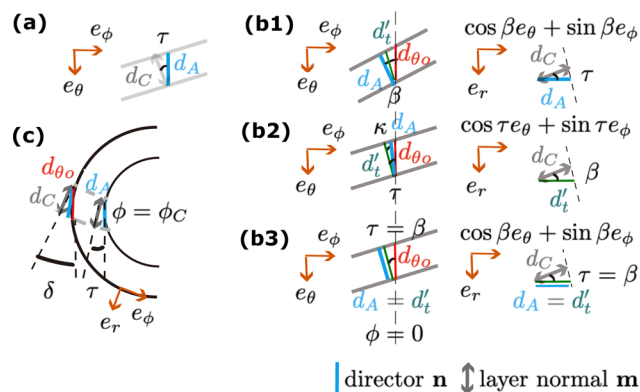 (a)
e_ϕ
e_θ
τ
d_C
d_A
(b1)
e_ϕ
e_θ
d'_t
d_A
d_θo
β
cos βe_θ + sin βe_ϕ
e_r
d_C
τ
d_A
(b2)
e_ϕ
e_θ
κ
d_A
d'_t
d_θo
τ
cos τe_θ + sin τe_ϕ
e_r
d_C
β
d'_t
(b3)
e_ϕ
e_θ
τ = β
d_θo
d_A = d'_t
ϕ = 0
cos βe_θ + sin βe_ϕ
e_r
d_C
τ = β
d_A = d'_t
(c)
d_θo
d_C
d_A
ϕ = ϕ_C
δ
τ
e_r
e_ϕ
director n
layer normal m